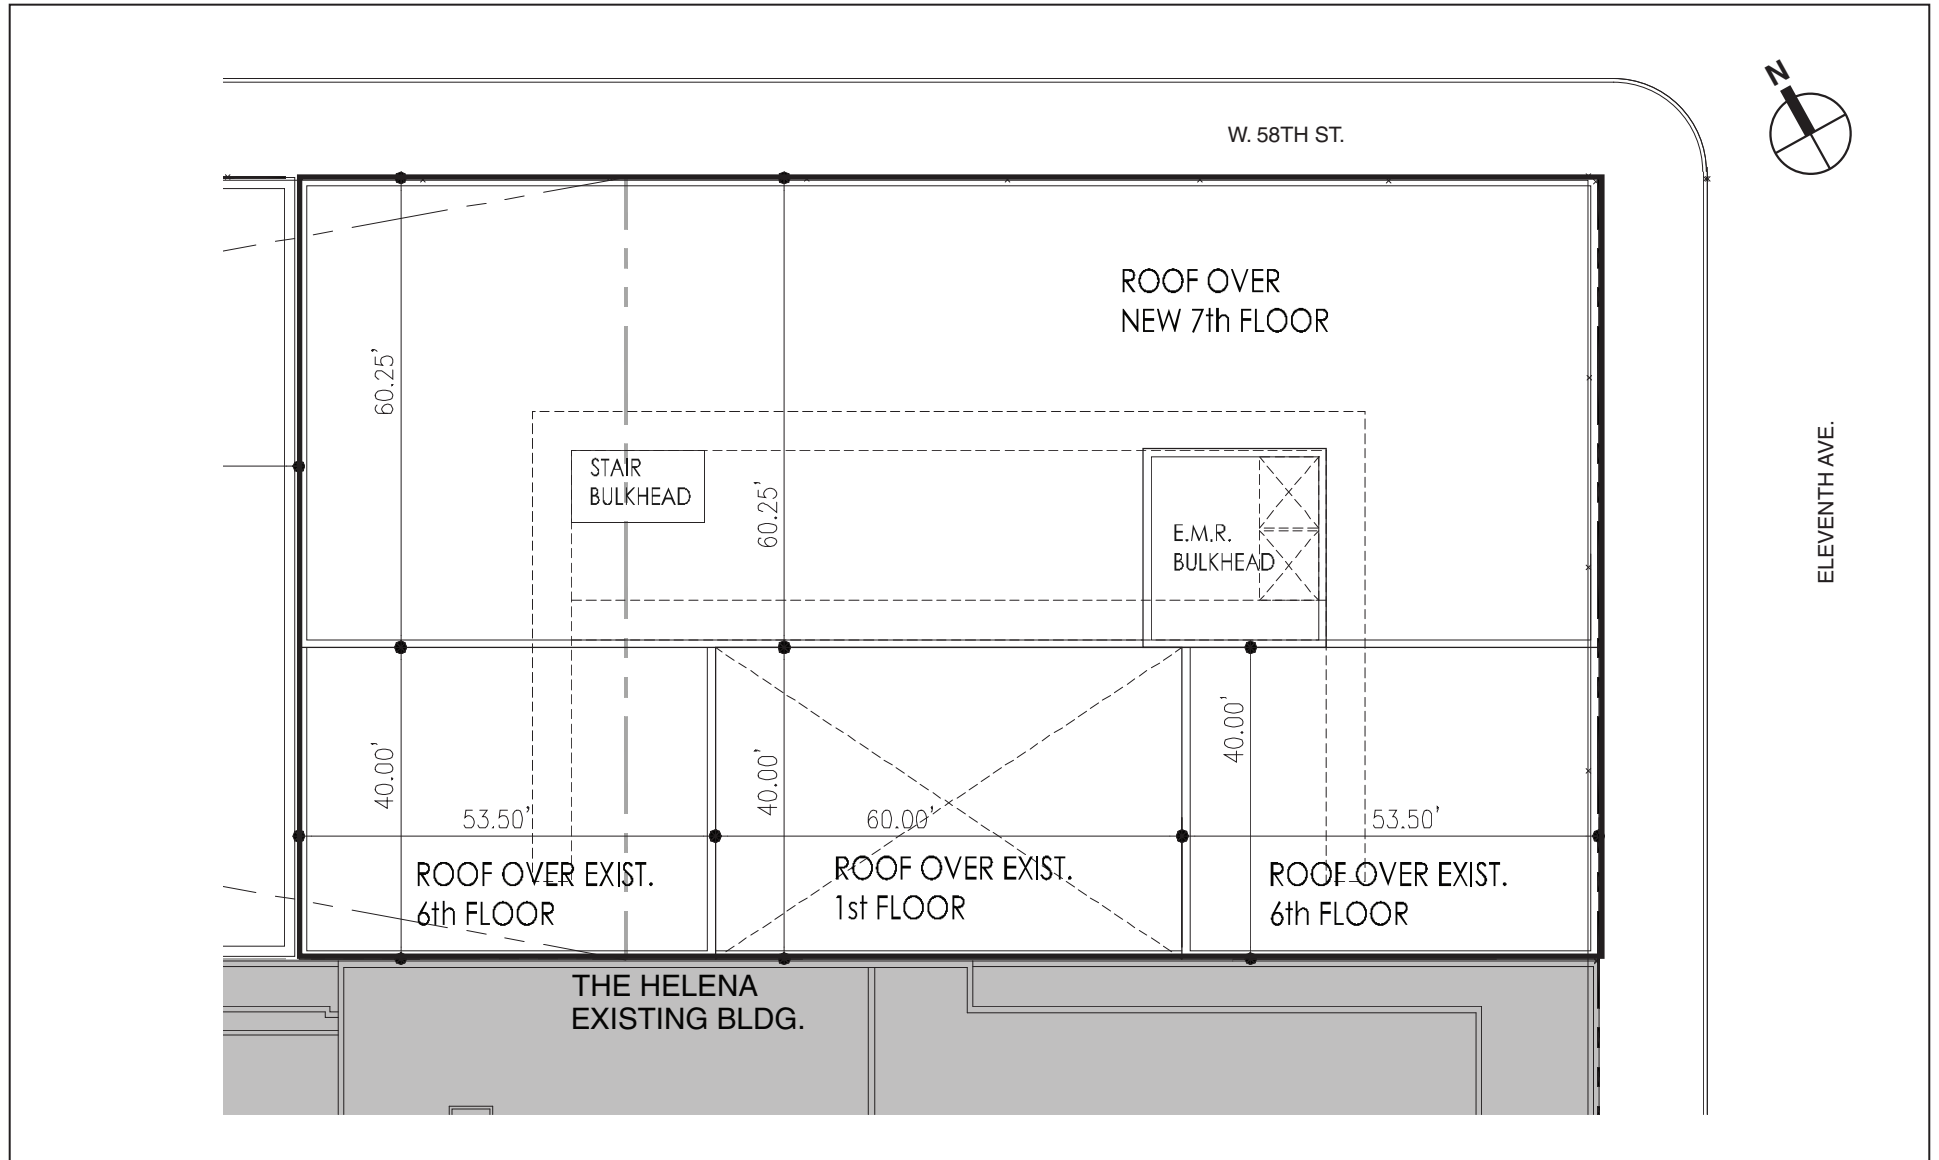 N
W. 58TH ST.
ROOF OVER
NEW 7th FLOOR
60.25'
ELEVENTH AVE.
STAIR
BULKHEAD
60.25'
E.M.R.
BULKHEAD
40.00'
40.00'
40.00'
53.50'
60.00'
53.50'
ROOF OVER EXIST.
6th FLOOR
ROOF OVER EXIST.
1st FLOOR
ROOF OVER EXIST.
6th FLOOR
THE HELENA
EXISTING BLDG.